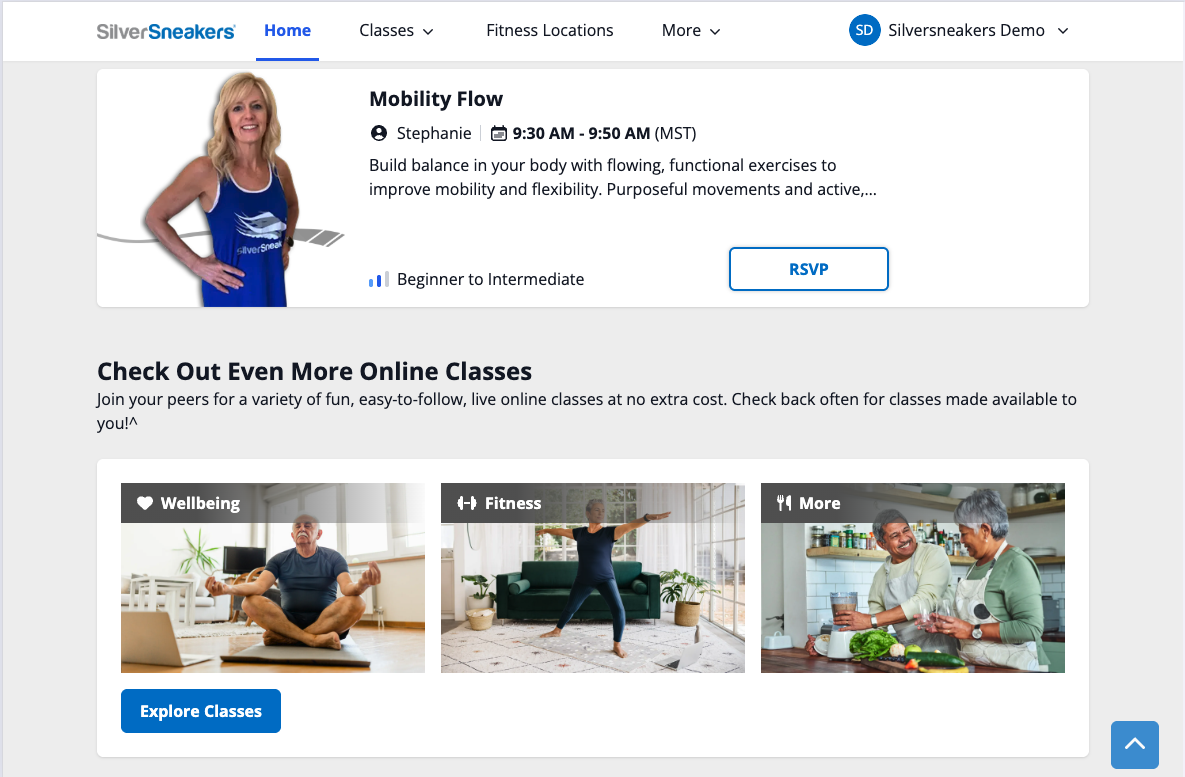 SilverSneakers Home Classes Fitness Locations More SD Silversneakers Demo
Mobility Flow
Stephanie 9:30 AM - 9:50 AM (MST)
Build balance in your body with flowing, functional exercises to
improve mobility and flexibility. Purposeful movements and active,...
SilverSneak
Beginner to Intermediate RSVP
Check Out Even More Online Classes
Join your peers for a variety of fun, easy-to-follow, live online classes at no extra cost. Check back often for classes made available to
you!^
Wellbeing Fitness More
Explore Classes